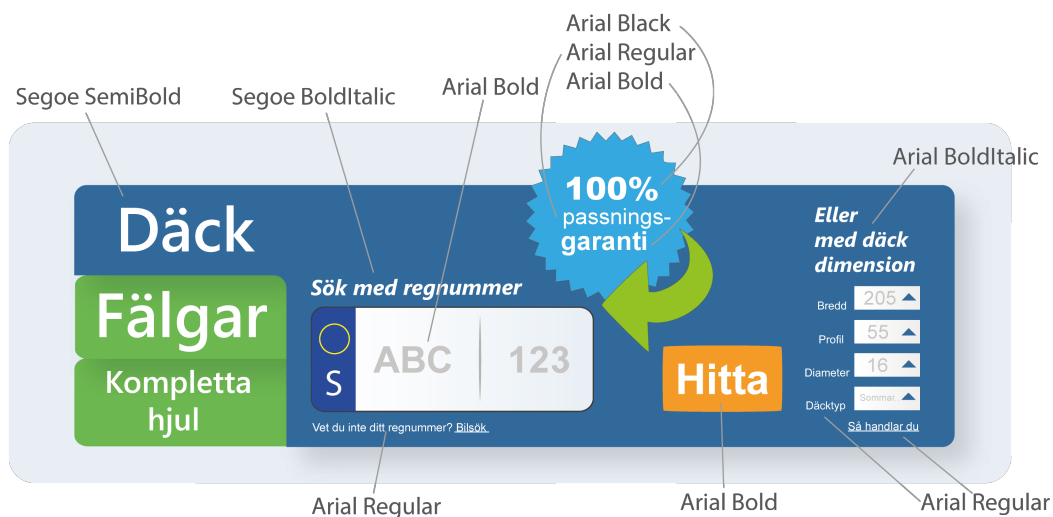 Arial Black
Arial Regular
Arial Bold
Segoe SemiBold
Segoe BoldItalic
Arial Bold
Arial BoldItalic
Däck
Fälgar
Kompletta
hjul
Sök med regnummer
S
ABC
123
Vet du inte ditt regnummer? Bilsök
100%
passnings-
garanti
Hitta
Eller
med däck
dimension
Bredd 205
Profil 55
Diameter 16
Däcktyp Sommar..
Så handlar du
Arial Regular
Arial Bold
Arial Regular